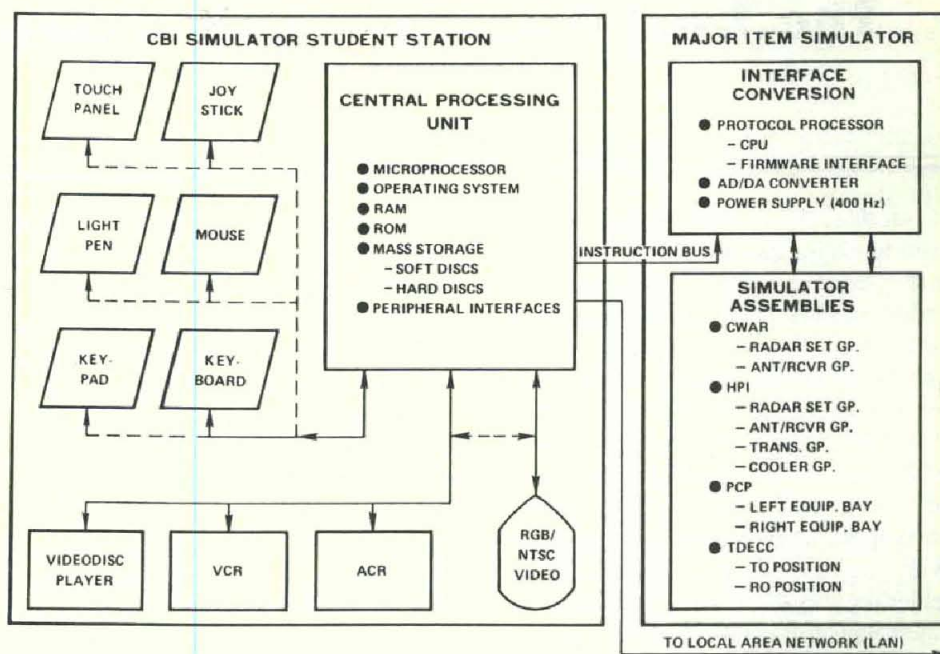 CBI SIMULATOR STUDENT STATION
TOUCH
PANEL
JOY
STICK
LIGHT
PEN
MOUSE
KEY-
PAD
KEY-
BOARD
CENTRAL PROCESSING
UNIT
● MICROPROCESSOR
● OPERATING SYSTEM
● RAM
● ROM
● MASS STORAGE
– SOFT DISCS
– HARD DISCS
● PERIPHERAL INTERFACES
VIDEODISC
PLAYER
VCR
ACR
RGB/
NTSC
VIDEO
INSTRUCTION BUS
MAJOR ITEM SIMULATOR
INTERFACE
CONVERSION
● PROTOCOL PROCESSOR
– CPU
– FIRMWARE INTERFACE
● AD/DA CONVERTER
● POWER SUPPLY (400 Hz)
SIMULATOR
ASSEMBLIES
● CWAR
– RADAR SET GP.
– ANT/RCVR GP.
● HPI
– RADAR SET GP.
– ANT/RCVR GP.
– TRANS. GP.
– COOLER GP.
● PCP
– LEFT EQUIP. BAY
– RIGHT EQUIP. BAY
● TDECC
– TO POSITION
– RO POSITION
TO LOCAL AREA NETWORK (LAN)